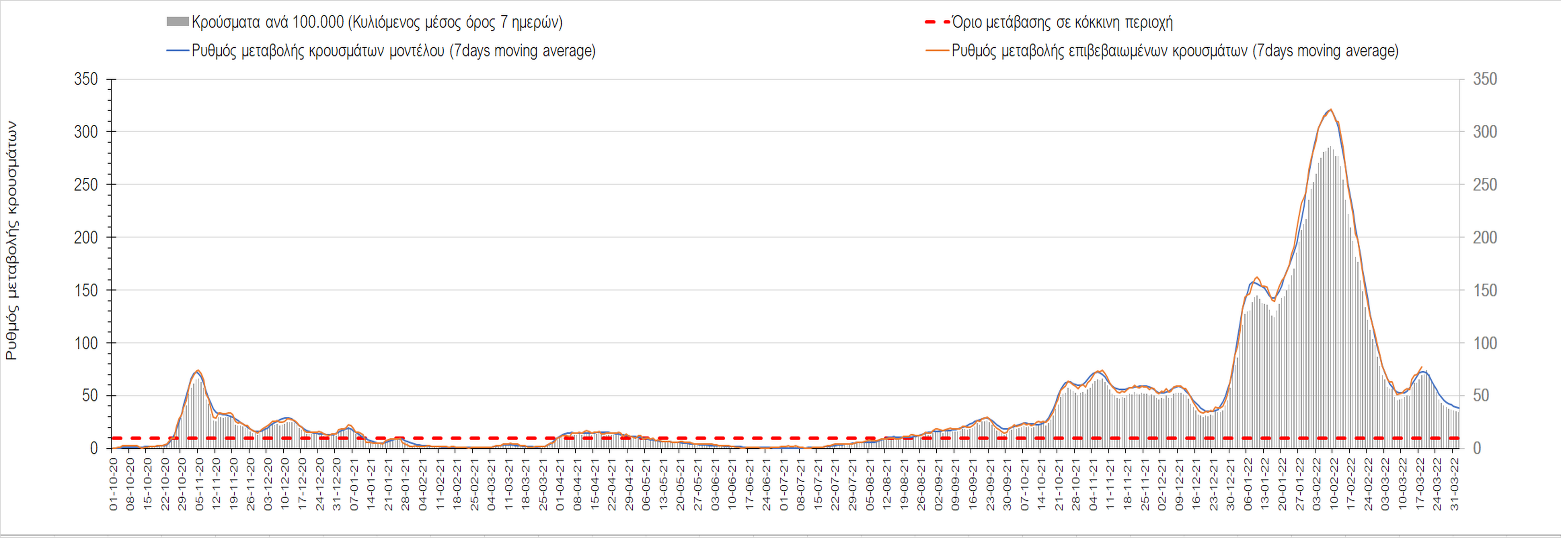 Κρούσματα ανά 100.000 (Κυλιόμενος μέσος όρος 7 ημερών)
Όριο μετάβασης σε κόκκινη περιοχή
Ρυθμός μεταβολής κρουσμάτων μοντέλου (7days moving average)
Ρυθμός μεταβολής επιβεβαιωμένων κρουσμάτων (7days moving average)
Ρυθμός μεταβολής κρουσμάτων
350 350
300 300
250 250
200 200
150 150
100 100
50 50
0 0
01-10-20 08-10-20 15-10-20 22-10-20 29-10-20 05-11-20 12-11-20 19-11-20 26-11-20 03-12-20 10-12-20 17-12-20 24-12-20 31-12-20 07-01-21 14-01-21 21-01-21 28-01-21 04-02-21 11-02-21 18-02-21 25-02-21 04-03-21 11-03-21 18-03-21 25-03-21 01-04-21 08-04-21 15-04-21 22-04-21 29-04-21 06-05-21 13-05-21 20-05-21 27-05-21 03-06-21 10-06-21 17-06-21 24-06-21 01-07-21 08-07-21 15-07-21 22-07-21 29-07-21 05-08-21 12-08-21 19-08-21 26-08-21 02-09-21 09-09-21 16-09-21 23-09-21 30-09-21 07-10-21 14-10-21 21-10-21 28-10-21 04-11-21 11-11-21 18-11-21 25-11-21 02-12-21 09-12-21 16-12-21 23-12-21 30-12-21 06-01-22 13-01-22 20-01-22 27-01-22 03-02-22 10-02-22 17-02-22 24-02-22 03-03-22 10-03-22 17-03-22 24-03-22 31-03-22